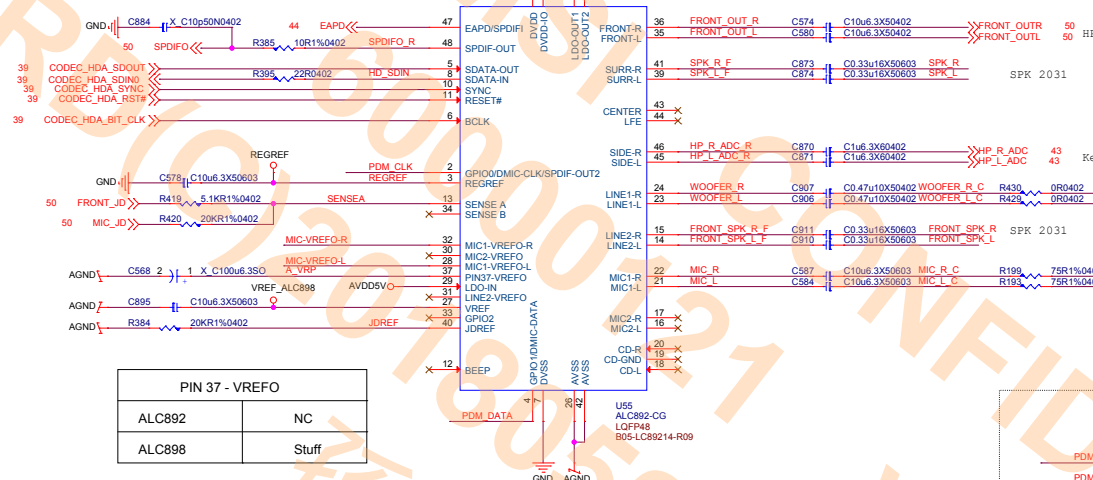 GND C884 X_C10p50N0402 44 EAPD 47 EAPD/SPDIFI
50 SPDIFO R385 10R1%0402 SPDIFO_R 48 SPDIF-OUT
39 CODEC_HDA_SDOUT 5 SDATA-OUT
39 CODEC_HDA_SDIN0 R395 22R0402 HD_SDIN 8 SDATA-IN
39 CODEC_HDA_SYNC 10 SYNC
39 CODEC_HDA_RST# 11 RESET#
39 CODEC_HDA_BIT_CLK 6 BCLK
REGREF
PDM_CLK 2 GPIO0/DMIC-CLK/SPDIF-OUT2
GND C578 C10u6.3X50603 REGREF 3 REGREF
50 FRONT_JD R419 5.1KR1%0402 SENSEA 13 SENSE A
34 SENSE B
50 MIC_JD R420 20KR1%0402
MIC-VREFO-R 32 MIC1-VREFO-R
30 MIC2-VREFO
MIC-VREFO-L 28 MIC1-VREFO-L
AGND C568 2 1 X_C100u6.3SO A_VRP 37 PIN37-VREFO
VREF_ALC898 AVDD5V 29 LDO-IN
31 LINE2-VREFO
AGND C895 C10u6.3X50603 27 VREF
33 GPIO2
AGND R384 20KR1%0402 JDREF 40 JDREF
12 BEEP
DVDD
DVDD-IO
LDO-OUT1
LDO-OUT2
FRONT-R 36 FRONT_OUT_R C574 C10u6.3X50402 FRONT_OUTR 50
FRONT-L 35 FRONT_OUT_L C580 C10u6.3X50402 FRONT_OUTL 50
SURR-R 41 SPK_R_F C873 C0.33u16X50603 SPK_R
SURR-L 39 SPK_L_F C874 C0.33u16X50603 SPK_L
SPK 2031
CENTER 43
LFE 44
SIDE-R 46 HP_R_ADC_R C870 C1u6.3X60402 HP_R_ADC 43
SIDE-L 45 HP_L_ADC_R C871 C1u6.3X60402 HP_L_ADC 43
LINE1-R 24 WOOFER_R C907 C0.47u10X50402 WOOFER_R_C R430 0R0402
LINE1-L 23 WOOFER_L C906 C0.47u10X50402 WOOFER_L_C R429 0R0402
LINE2-R 15 FRONT_SPK_R_F C911 C0.33u16X50603 FRONT_SPK_R
LINE2-L 14 FRONT_SPK_L_F C910 C0.33u16X50603 FRONT_SPK_L
SPK 2031
MIC1-R 22 MIC_R C587 C10u6.3X50603 MIC_R_C R199
MIC1-L 21 MIC_L C584 C10u6.3X50603 MIC_L_C R193
MIC2-R 17
MIC2-L 16
CD-R 20
CD-GND 19
CD-L 18
GPIO1/DMIC-DATA
DVSS
AVSS
AVSS
4
7
26
42
PDM_DATA
GND AGND
U55
ALC892-CG
LQFP48
B05-LC89214-R09
PIN 37 - VREFO
ALC892 NC
ALC898 Stuff
PDM
PDM